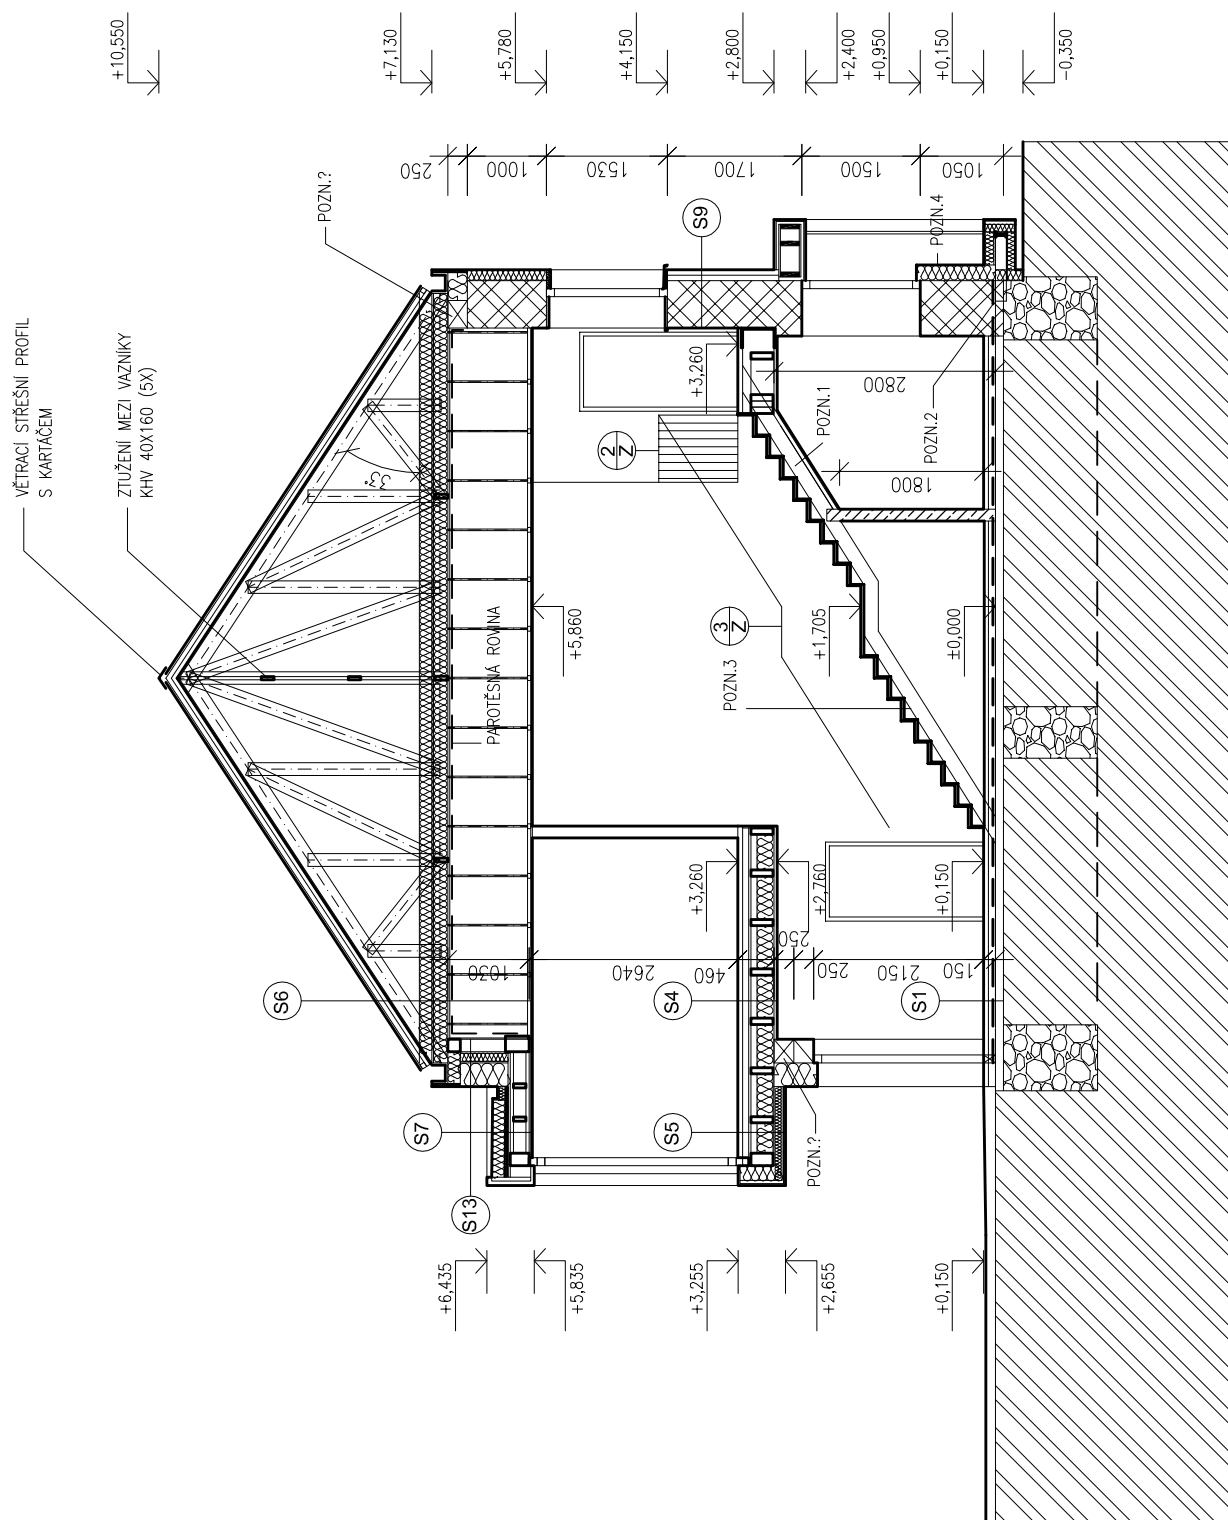 VĚTRACÍ STŘEŠNÍ PROFIL
S KARTÁČEM
ZTUŽENÍ MEZI VAZNÍKY
KHV 40X160 (5X)
POZN.?
33°
+10,550
+7,130
+5,780
+4,150
+2,800
+2,400
+0,950
+0,150
-0,350
250
1000
1530
1700
1500
1050
S9
2
Z
3
Z
+3,260
2800
POZN.1
POZN.2
POZN.4
1800
PAROTĚSNÁ ROVINA
+5,860
+1,705
±0,000
POZN.3
+3,260
+2,760
+0,150
1030
2640
460
250
250
2150
150
S6
S4
S1
S7
S5
S13
POZN.?
+6,435
+5,835
+3,255
+2,655
+0,150